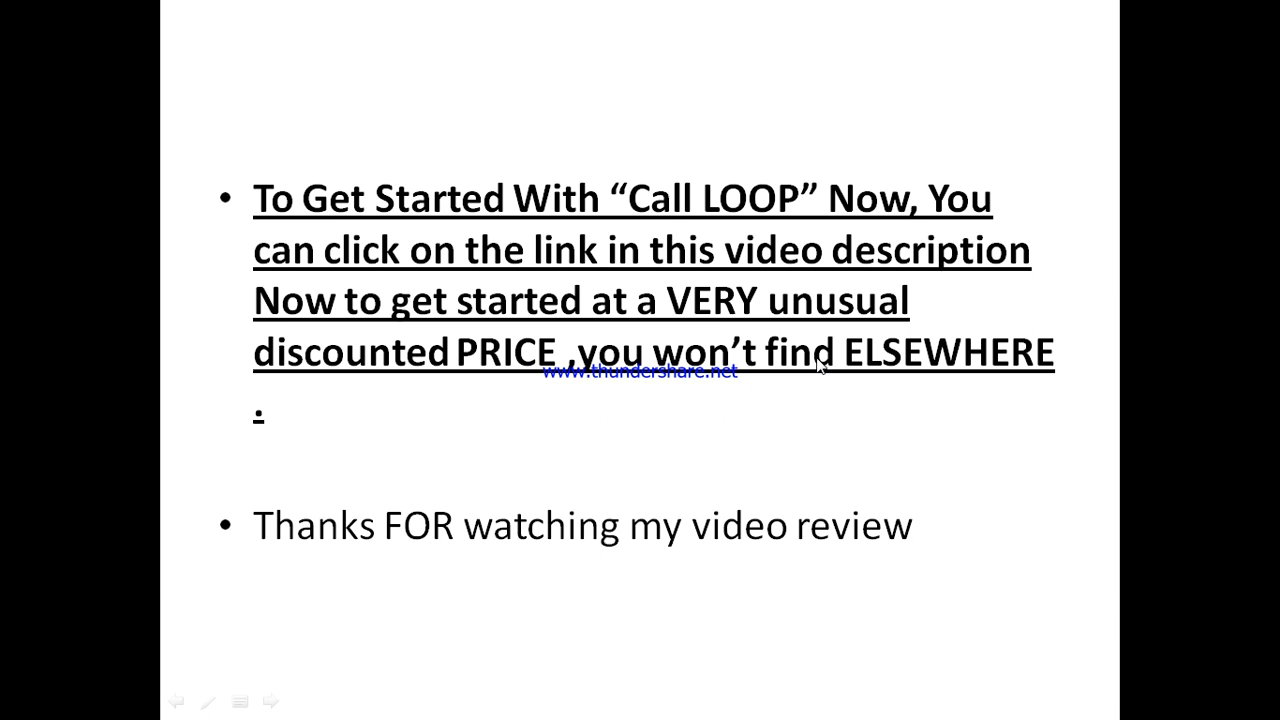 • To Get Started With “Call LOOP” Now, You
can click on the link in this video description
Now to get started at a VERY unusual
discounted PRICE ,you won’t find ELSEWHERE
.
www.thundershare.net
• Thanks FOR watching my video review